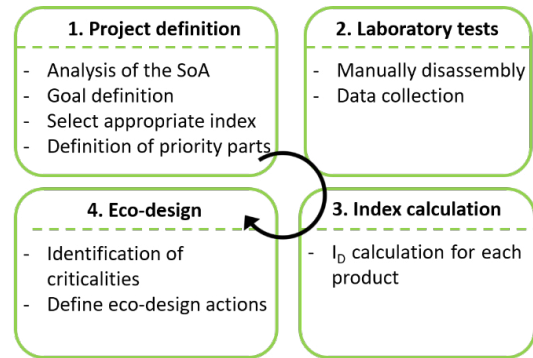 1. Project definition
- Analysis of the SoA
- Goal definition
- Select appropriate index
- Definition of priority parts
2. Laboratory tests
- Manually disassembly
- Data collection
4. Eco-design
- Identification of
criticalities
- Define eco-design actions
3. Index calculation
- I_D calculation for each
product